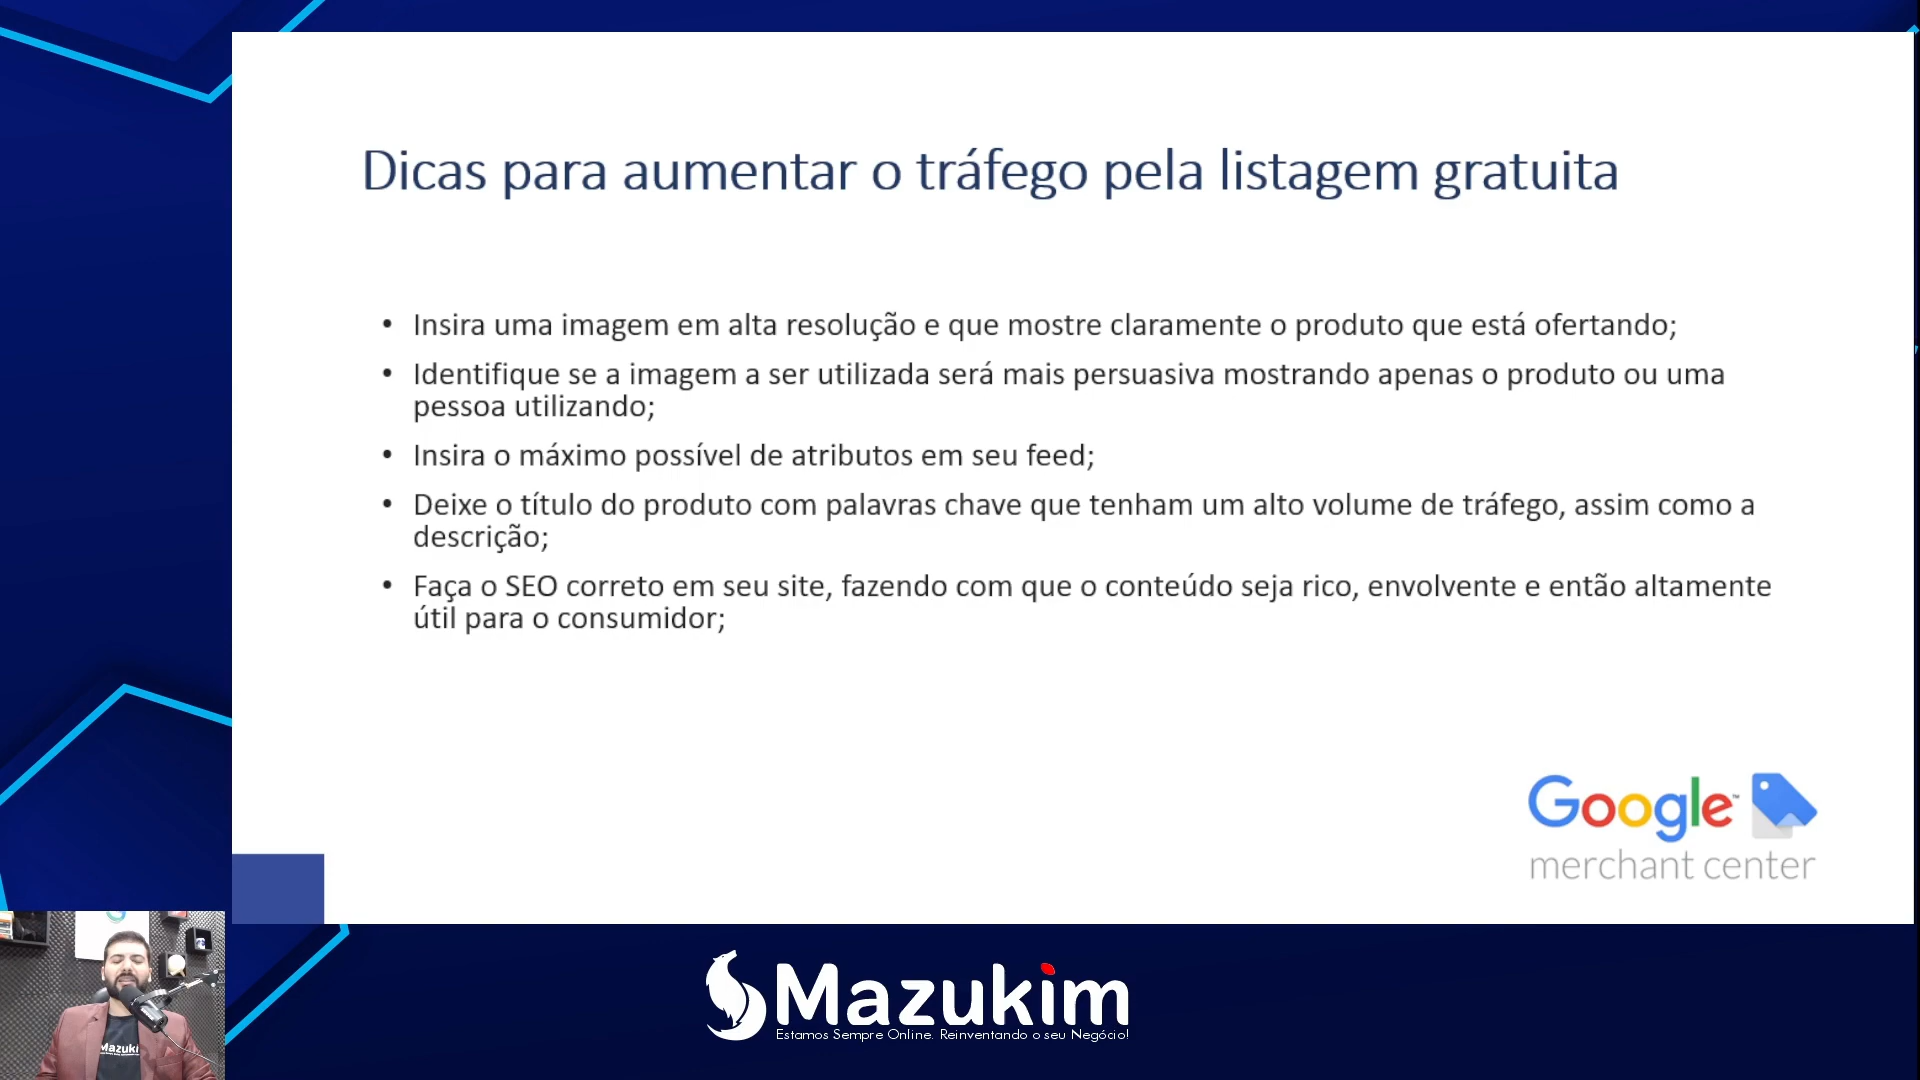 Dicas para aumentar o tráfego pela listagem gratuita
• Insira uma imagem em alta resolução e que mostre claramente o produto que está ofertando;
• Identifique se a imagem a ser utilizada será mais persuasiva mostrando apenas o produto ou uma
pessoa utilizando;
• Insira o máximo possível de atributos em seu feed;
• Deixe o título do produto com palavras chave que tenham um alto volume de tráfego, assim como a
descrição;
• Faça o SEO correto em seu site, fazendo com que o conteúdo seja rico, envolvente e então altamente
útil para o consumidor;
Google™
merchant center
Mazuki
Mazukim
Estamos Sempre Online. Reinventando o seu Negócio!